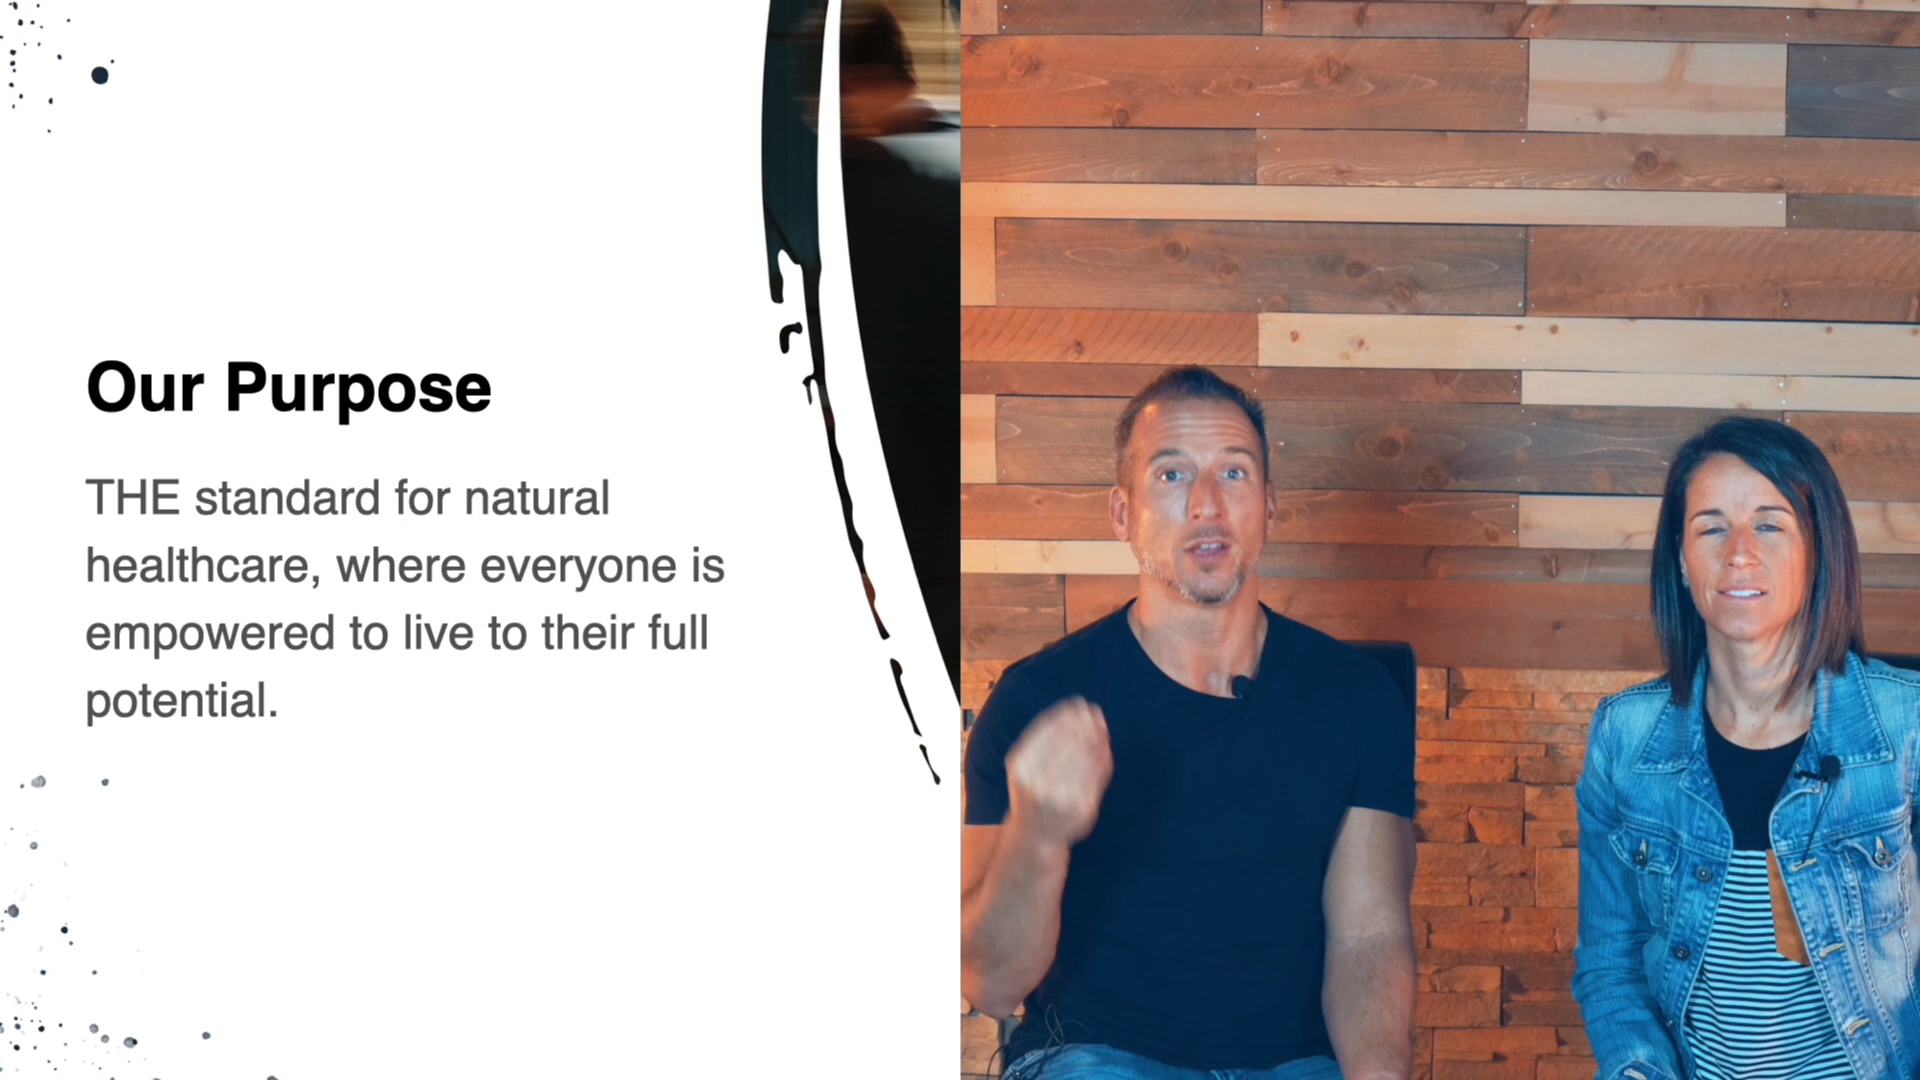 Our Purpose
THE standard for natural
healthcare, where everyone is
empowered to live to their full
potential.